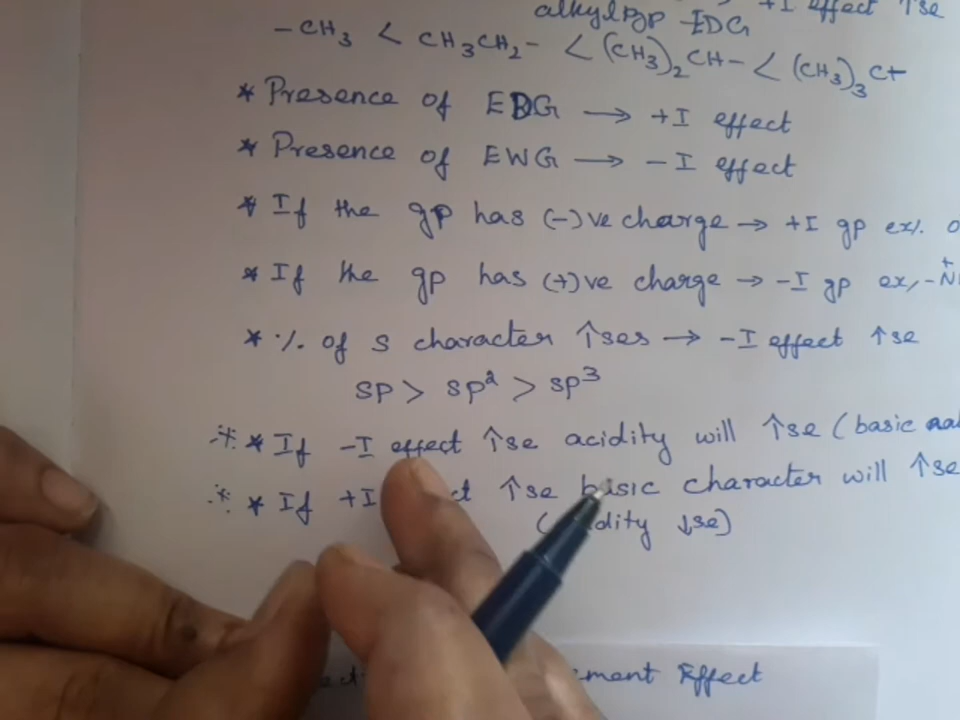 alkyl gp EDG +I effect ↑se
-CH3 < CH3CH2- < (CH3)2CH- < (CH3)3C+
* Presence of EDG → +I effect
* Presence of EWG → -I effect
* If the gp has (-)ve charge → +I gp ex/.
* If the gp has (+)ve charge → -I gp ex, -N+
* % of s character ↑ses → -I effect ↑se
sp > sp2 > sp3
* If -I effect ↑se acidity will ↑se (basic
* If +I ct ↑se basic character will ↑se
( dity ↓se)
ment Effect